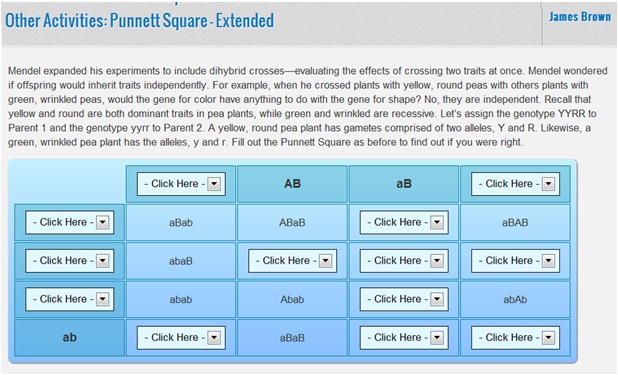 Other Activities: Punnett Square - Extended
James Brown
Mendel expanded his experiments to include dihybrid crosses—evaluating the effects of crossing two traits at once. Mendel wondered
if offspring would inherit traits independently. For example, when he crossed plants with yellow, round peas with others plants with
green, wrinkled peas, would the gene for color have anything to do with the gene for shape? No, they are independent. Recall that
yellow and round are both dominant traits in pea plants, while green and wrinkled are recessive. Let's assign the genotype YYRR to
Parent 1 and the genotype yyrr to Parent 2. A yellow, round pea plant has gametes comprised of two alleles, Y and R. Likewise, a
green, wrinkled pea plant has the alleles, y and r. Fill out the Punnett Square as before to find out if you were right.
- Click Here - AB aB - Click Here -
- Click Here - aBab ABaB - Click Here - aBAB
- Click Here - abaB - Click Here - - Click Here - - Click Here -
- Click Here - abab Abab - Click Here - abAb
ab - Click Here - aBaB - Click Here - - Click Here -